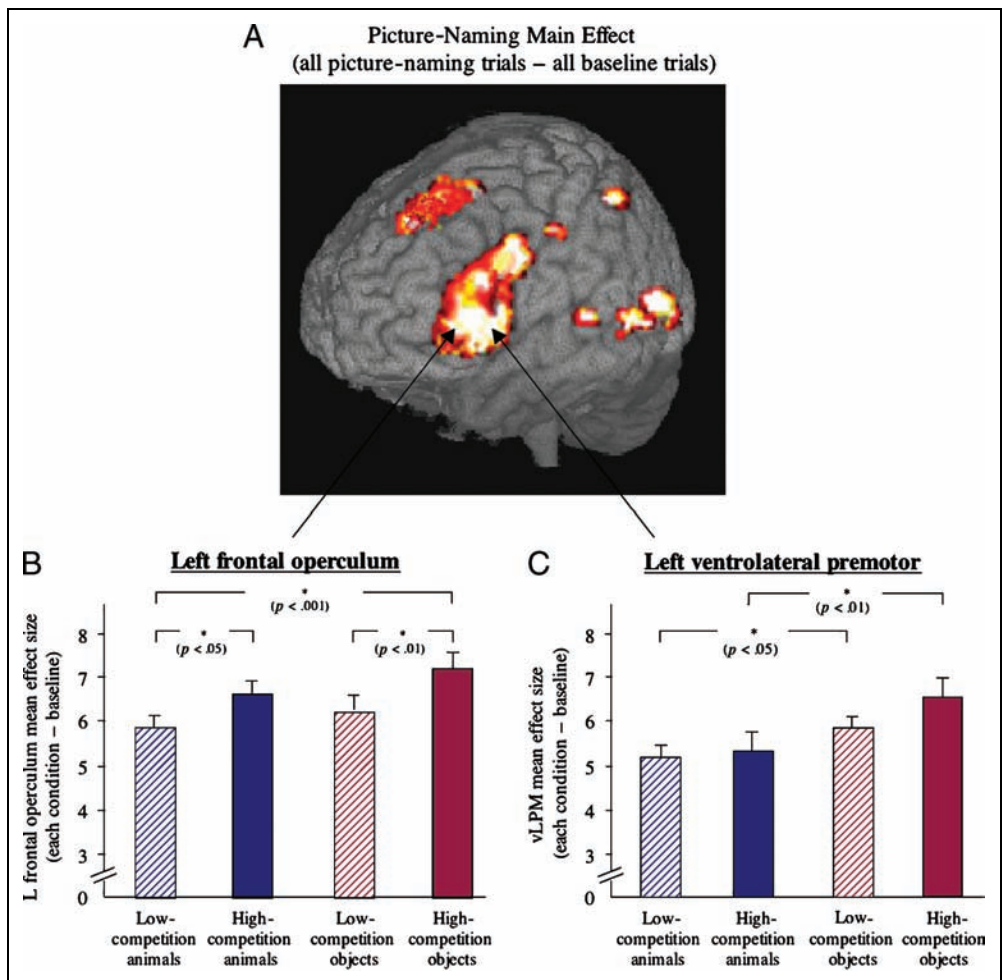 A
Picture-Naming Main Effect
(all picture-naming trials – all baseline trials)
B
Left frontal operculum
*
(p < .001)
*
(p < .05)
*
(p < .01)
L frontal operculum mean effect size
(each condition – baseline)
8
7
6
5
4
3
0
Low-
competition
animals
High-
competition
animals
Low-
competition
objects
High-
competition
objects
C
Left ventrolateral premotor
*
(p < .01)
*
(p < .05)
vLPM mean effect size
(each condition – baseline)
8
7
6
5
4
3
0
Low-
competition
animals
High-
competition
animals
Low-
competition
objects
High-
competition
objects